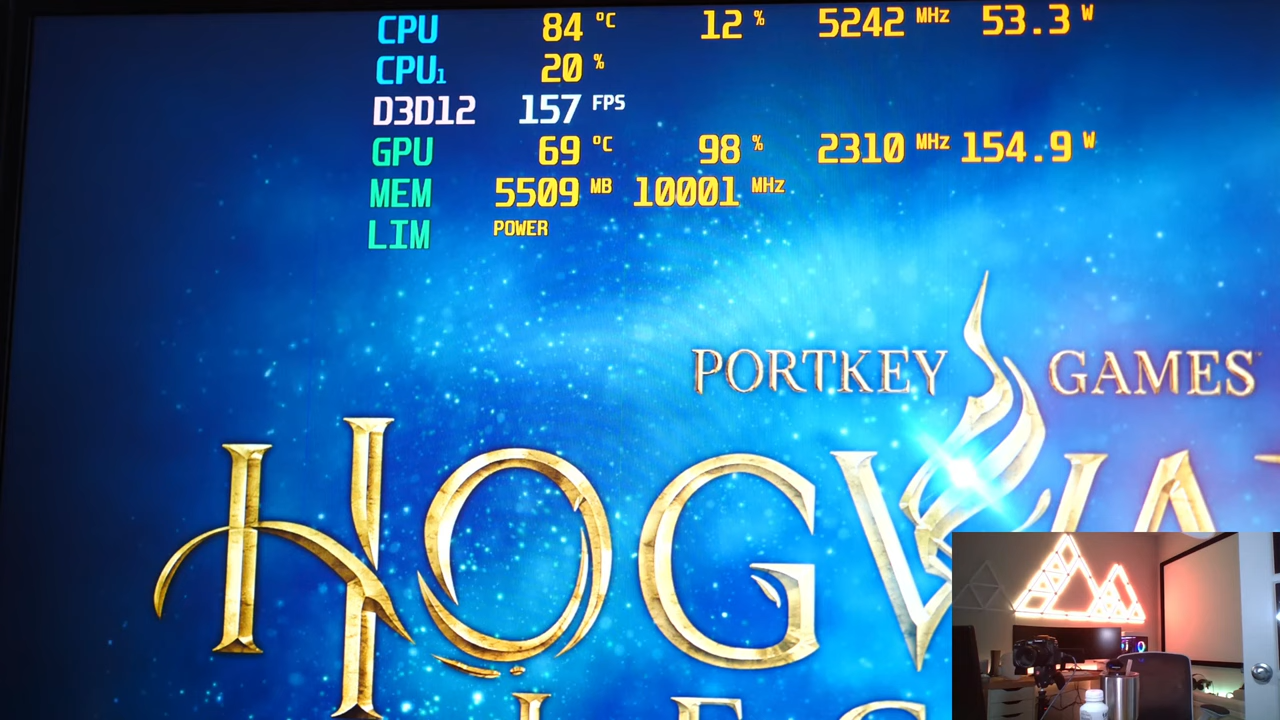 CPU 84 °C 12 % 5242 MHz 53.3 W
CPU1 20 %
D3D12 157 FPS
GPU 69 °C 98 % 2310 MHz 154.9 W
MEM 5509 MB 10001 MHz
LIM POWER
PORTKEY GAMES
HOGWA